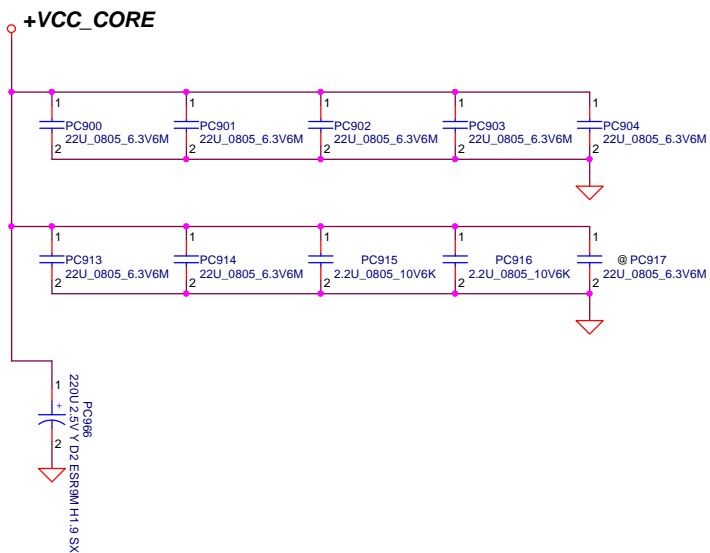 +VCC_CORE
1 1 1 1 1
PC900 PC901 PC902 PC903 PC904
22U_0805_6.3V6M 22U_0805_6.3V6M 22U_0805_6.3V6M 22U_0805_6.3V6M 22U_0805_6.3V6M
2 2 2 2 2
1 1 1 1 1
PC913 PC914 PC915 PC916 @ PC917
22U_0805_6.3V6M 22U_0805_6.3V6M 2.2U_0805_10V6K 2.2U_0805_10V6K 22U_0805_6.3V6M
2 2 2 2 2
1
+
2
PC966
220U 2.5V Y D2 ESR9M H1.9 SX